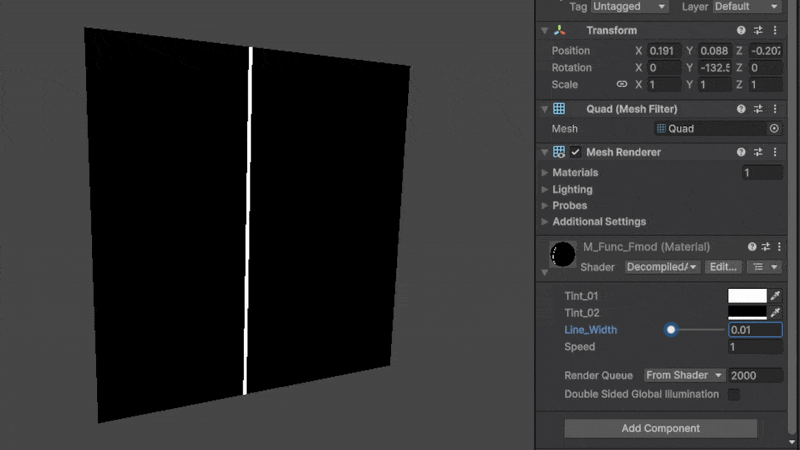 Tag Untagged Layer Default
Transform
Position X 0.191 Y 0.088 Z -0.207
Rotation X 0 Y -132.5 Z 0
Scale X 1 Y 1 Z 1
Quad (Mesh Filter)
Mesh Quad
Mesh Renderer
Materials 1
Lighting
Probes
Additional Settings
M_Func_Fmod (Material)
Shader Decompiled/ Edit...
Tint_01
Tint_02
Line_Width 0.01
Speed 1
Render Queue From Shader 2000
Double Sided Global Illumination
Add Component